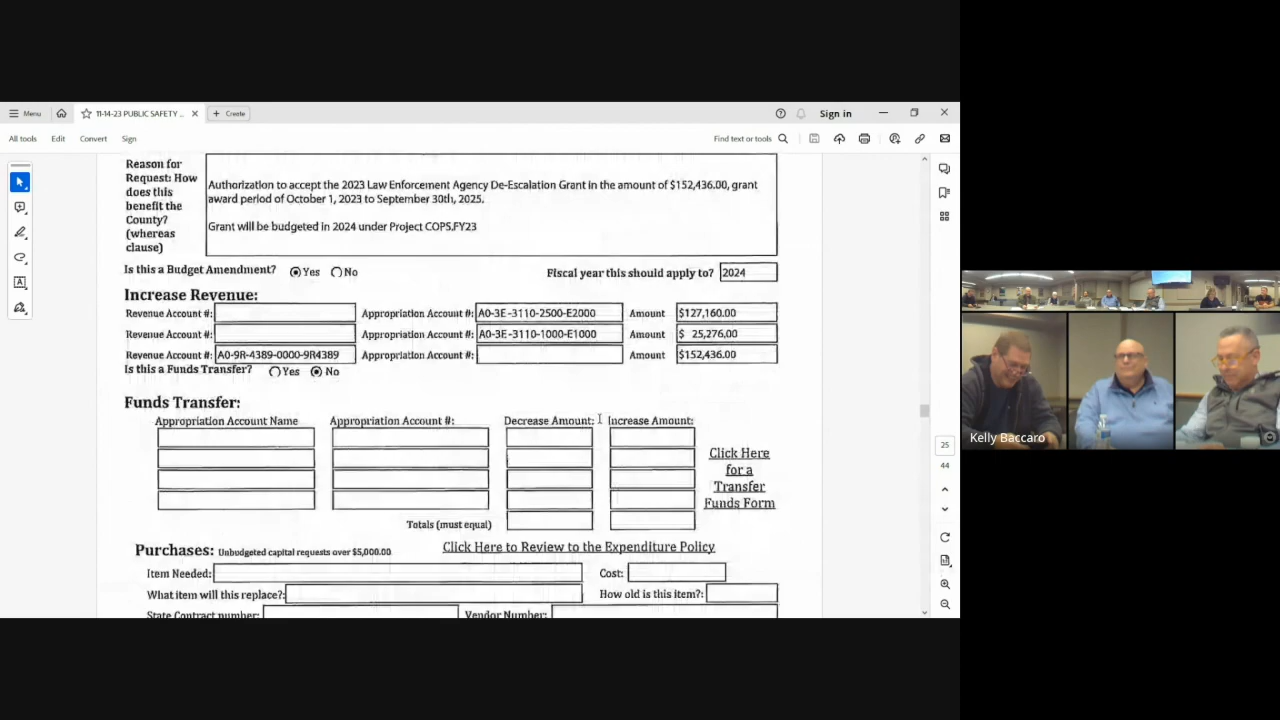 Menu
11-14-23 PUBLIC SAFETY ...
Create
Sign in
All tools
Edit
Convert
Sign
Find text or tools
Reason for
Request: How
does this
benefit the
County?
(whereas
clause)
Authorization to accept the 2023 Law Enforcement Agency De-Escalation Grant in the amount of $152,436.00, grant
award period of October 1, 2023 to September 30th, 2025.
Grant will be budgeted in 2024 under Project COPS.FY23
Is this a Budget Amendment? Yes No Fiscal year this should apply to? 2024
Increase Revenue:
Revenue Account #: Appropriation Account #: A0-3E-3110-2500-E2000 Amount $127,160.00
Revenue Account #: Appropriation Account #: A0-3E-3110-1000-E1000 Amount $ 25,276.00
Revenue Account #: A0-9R-4389-0000-9R4389 Appropriation Account #: Amount $152,436.00
Is this a Funds Transfer? Yes No
Funds Transfer:
Appropriation Account Name Appropriation Account #: Decrease Amount: Increase Amount:
Click Here
for a
Transfer
Funds Form
Totals (must equal)
Purchases: Unbudgeted capital requests over $5,000.00 Click Here to Review to the Expenditure Policy
Item Needed: Cost:
What item will this replace?: How old is this item?:
State Contract number: Vendor Number:
25
44
Kelly Baccaro